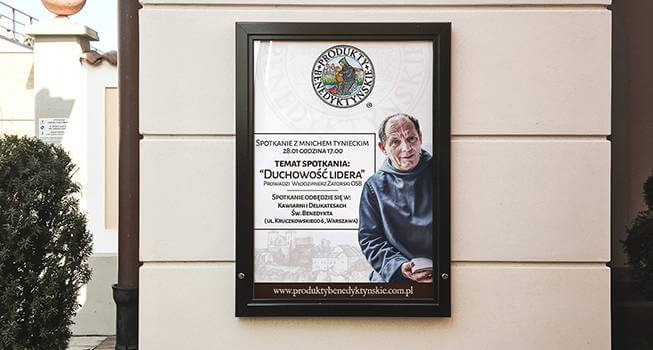 PRODUKTY
BENEDYKTYŃSKIE
®
SPOTKANIE Z MNICHEM TYNIECKIM
28.01 GODZINA 17.00
TEMAT SPOTKANIA:
"DUCHOWOŚĆ LIDERA"
PROWADZI WŁODZIMIERZ ZATORSKI OSB
SPOTKANIE ODBĘDZIE SIĘ W:
KAWIARNI I DELIKATESACH
ŚW. BENEDYKTA
(UL. KRUCZKOWSKIEGO 6, WARSZAWA)
www.produktybenedyktynskie.com.pl